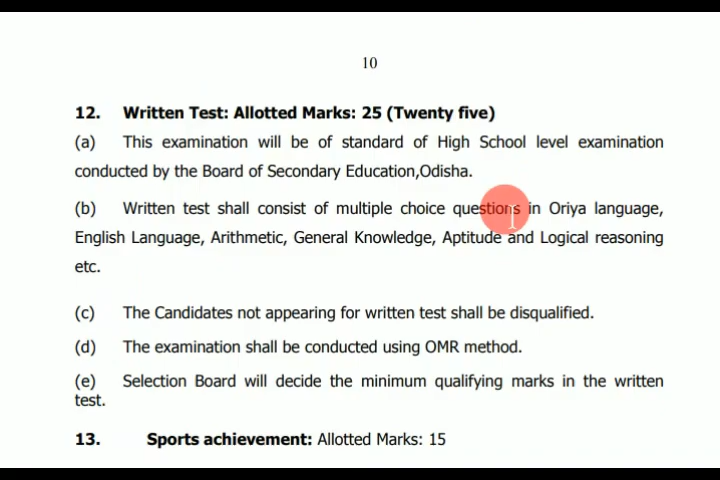 10
12. Written Test: Allotted Marks: 25 (Twenty five)
(a) This examination will be of standard of High School level examination
conducted by the Board of Secondary Education,Odisha.
(b) Written test shall consist of multiple choice questions in Oriya language,
English Language, Arithmetic, General Knowledge, Aptitude and Logical reasoning
etc.
(c) The Candidates not appearing for written test shall be disqualified.
(d) The examination shall be conducted using OMR method.
(e) Selection Board will decide the minimum qualifying marks in the written
test.
13. Sports achievement: Allotted Marks: 15